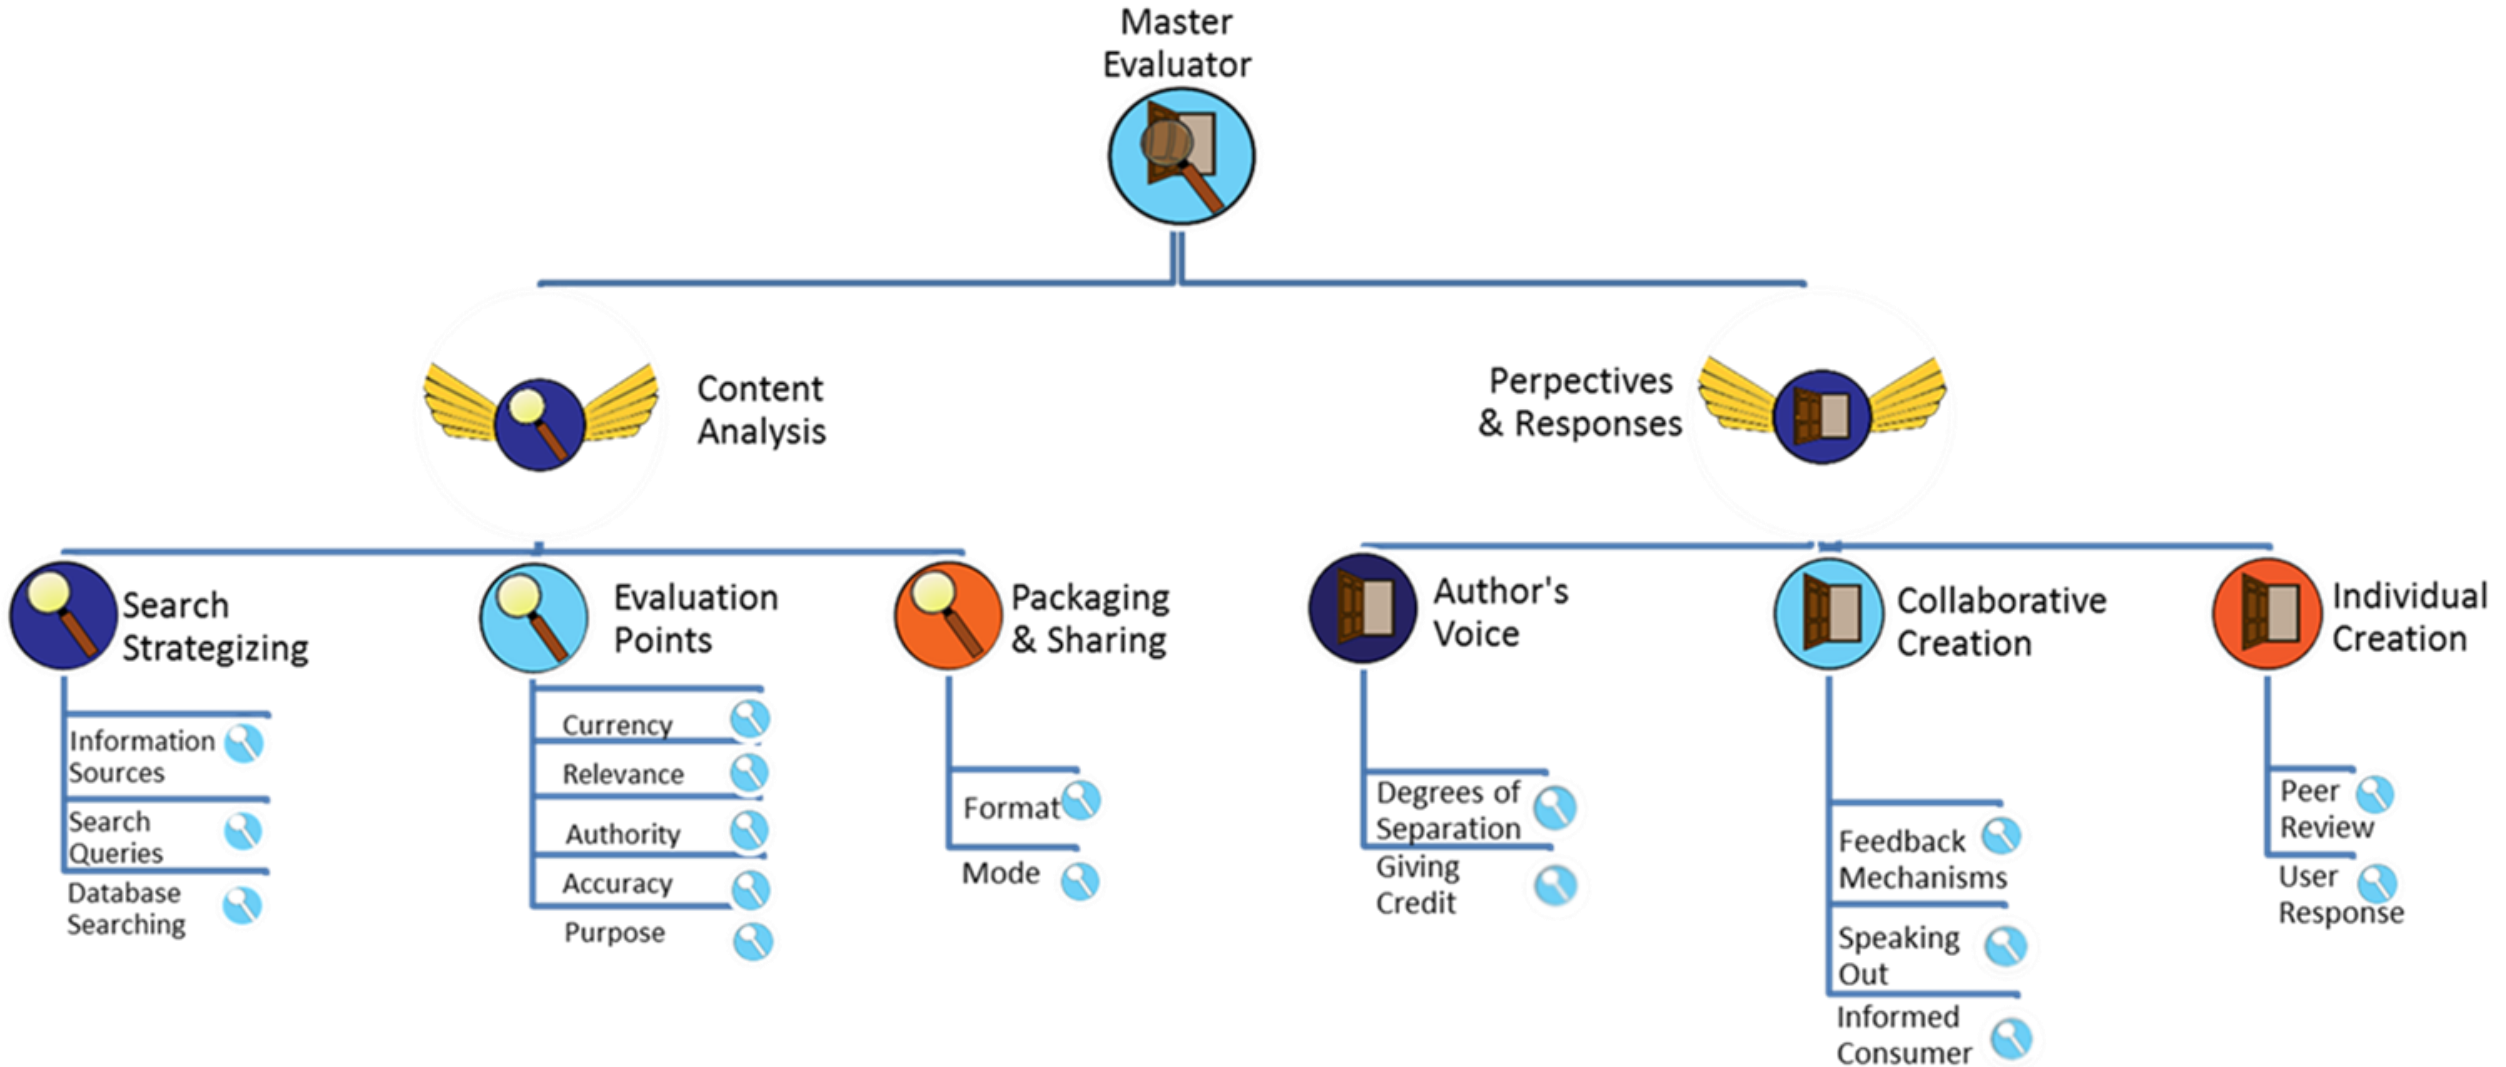 Master
Evaluator
Content
Analysis
Perpectives
& Responses
Search
Strategizing
Evaluation
Points
Packaging
& Sharing
Author's
Voice
Collaborative
Creation
Individual
Creation
Information
Sources
Search
Queries
Database
Searching
Currency
Relevance
Authority
Accuracy
Purpose
Format
Mode
Degrees of
Separation
Giving
Credit
Feedback
Mechanisms
Speaking
Out
Informed
Consumer
Peer
Review
User
Response